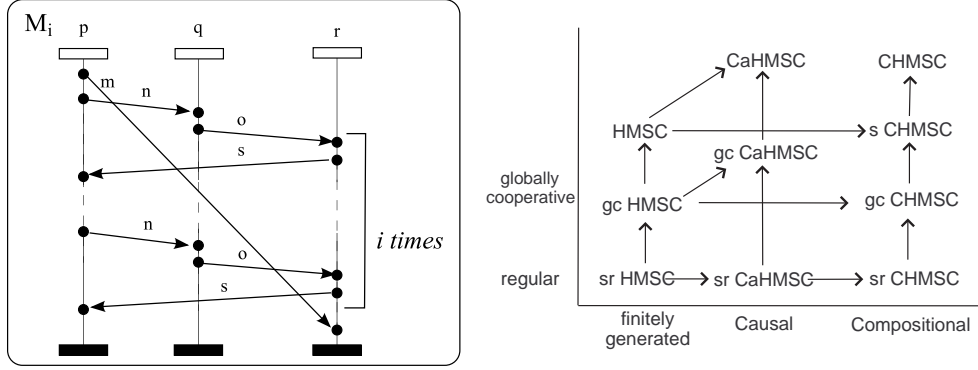 M_i
p q r
m
n
o
s
n
o
s
i times
CaHMSC CHMSC
HMSC s CHMSC
gc CaHMSC
globally
cooperative
gc HMSC gc CHMSC
regular sr HMSC sr CaHMSC sr CHMSC
finitely
generated
Causal Compositional